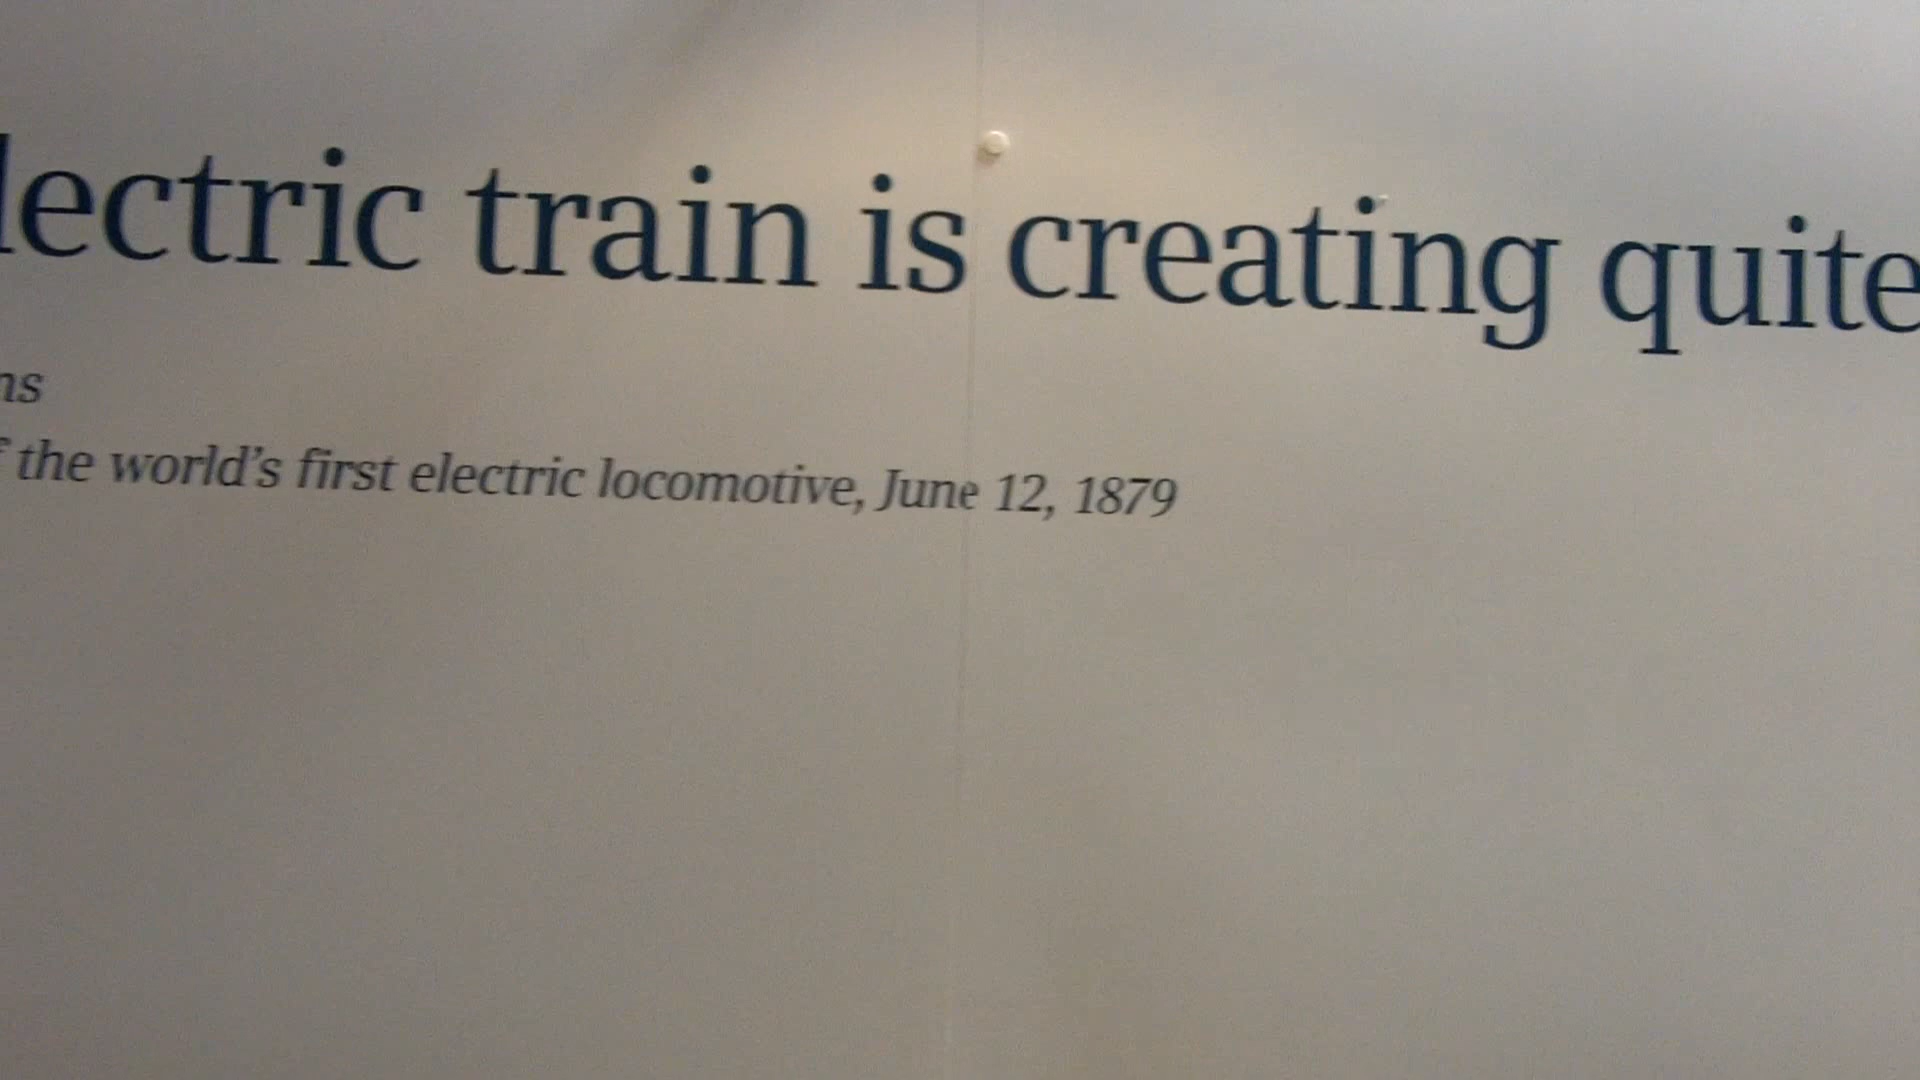 lectric train is creating quite
ns
the world's first electric locomotive, June 12, 1879